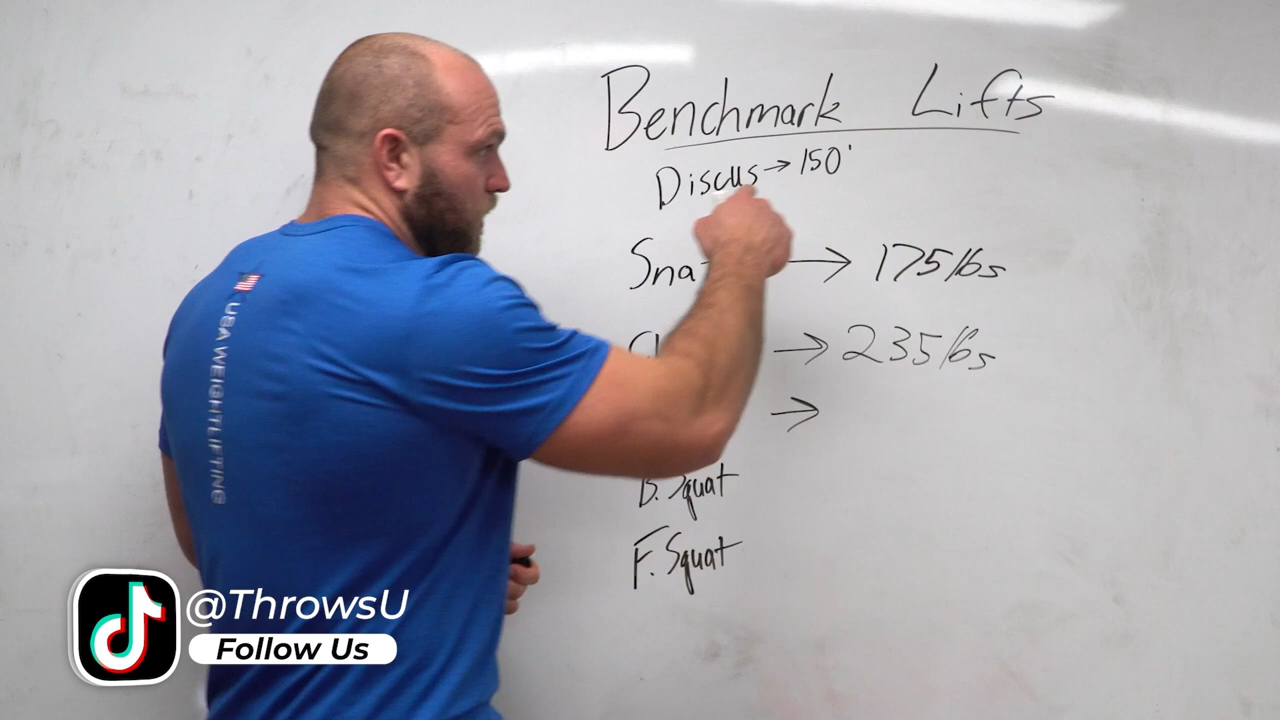 Benchmark Lifts
Discus → 150'
Sna → 175lbs
→ 235lbs
→
B. Squat
F. Squat
USA WEIGHTLIFTING
@ThrowsU
Follow Us